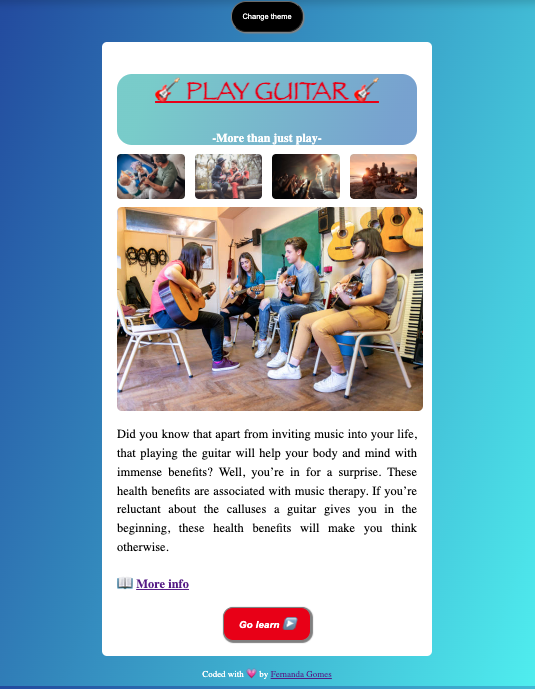 Change theme
🎸 PLAY GUITAR 🎸
-More than just play-
Did you know that apart from inviting music into your life,
that playing the guitar will help your body and mind with
immense benefits? Well, you’re in for a surprise. These
health benefits are associated with music therapy. If you’re
reluctant about the calluses a guitar gives you in the
beginning, these health benefits will make you think
otherwise.
📖 More info
Go learn ▶️
Coded with 💗 by Fernanda Gomes